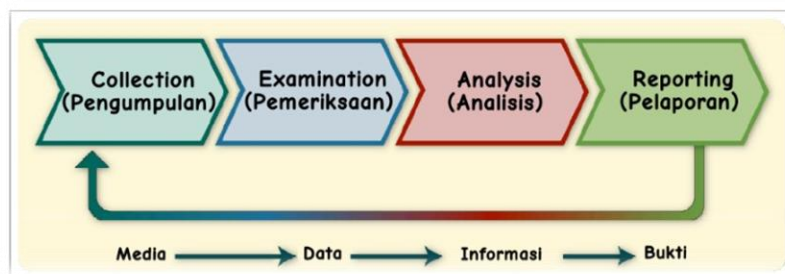 Collection
(Pengumpulan)
Examination
(Pemeriksaan)
Analysis
(Analisis)
Reporting
(Pelaporan)
Media Data Informasi Bukti